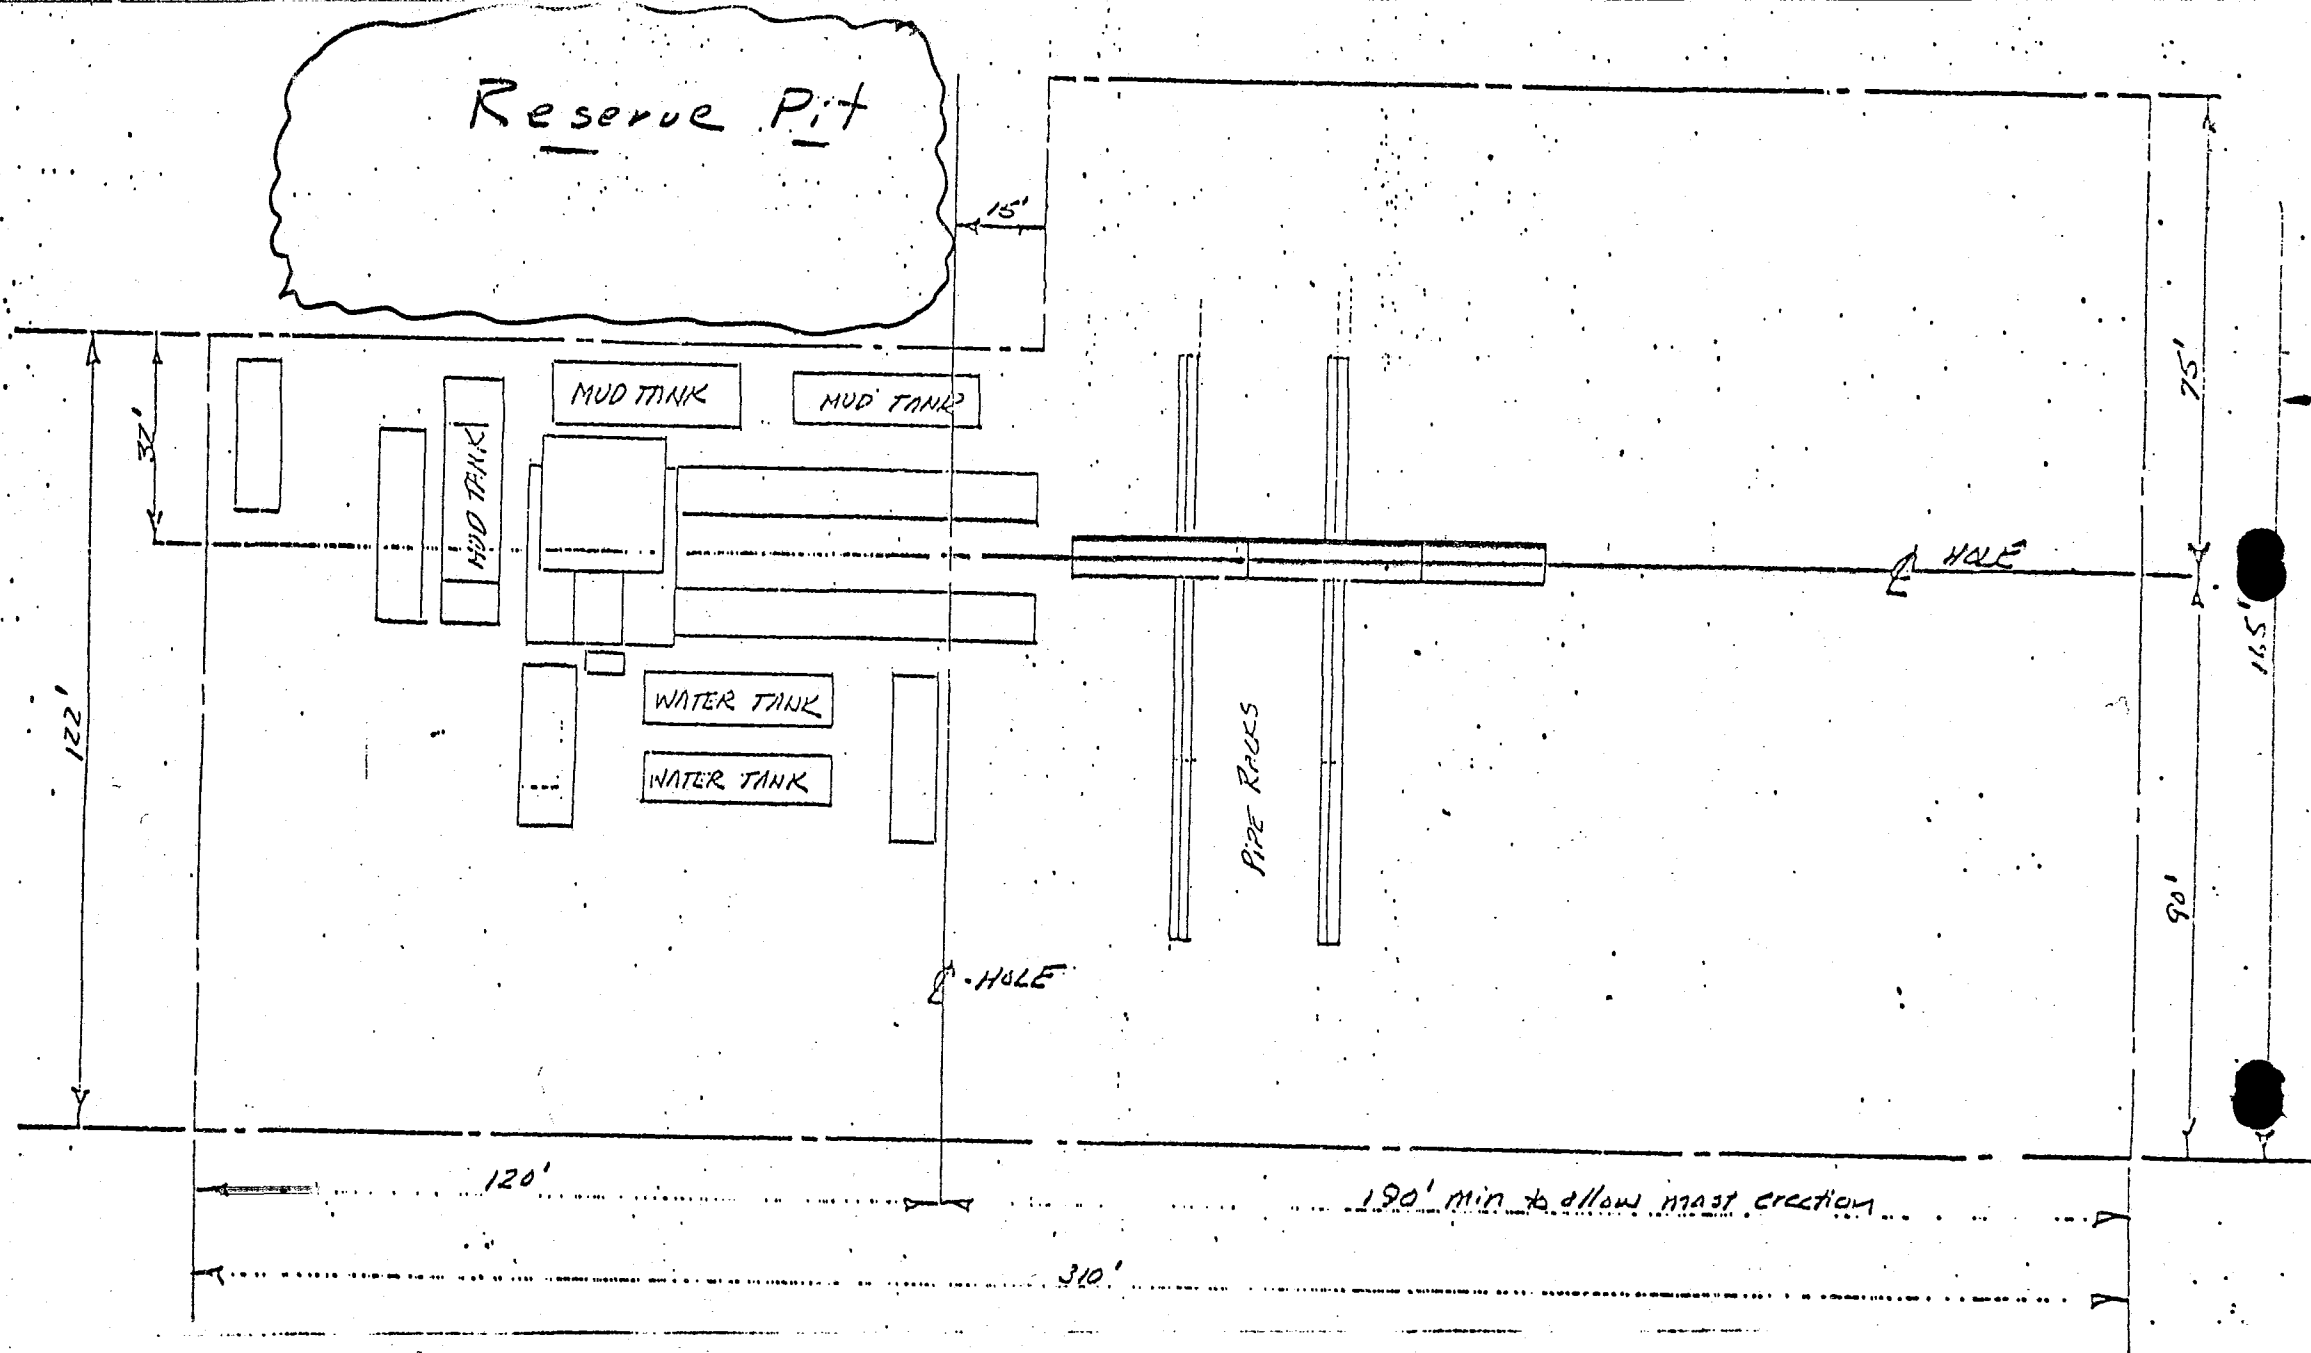 Reserve Pit
15'
MUD TANK
MUD TANK
75'
32'
MUD TANK
℄ HOLE
165'
WATER TANK
122'
PIPE RACKS
WATER TANK
90'
℄ HOLE
120'
190' min to allow mast erection
310'